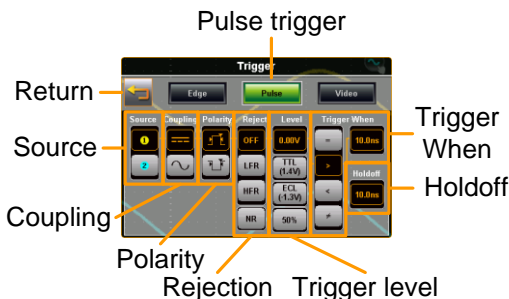 Pulse trigger
Trigger
Return
Edge
Pulse
Video
Source
Coupling
Polarity
Reject
Level
Trigger When
Source
1
2
OFF
LFR
HFR
NR
0.00V
TTL
(1.4V)
ECL
(-1.3V)
50%
=
>
<
≠
10.0ns
Holdoff
10.0ns
Trigger
When
Holdoff
Coupling
Polarity
Rejection
Trigger level